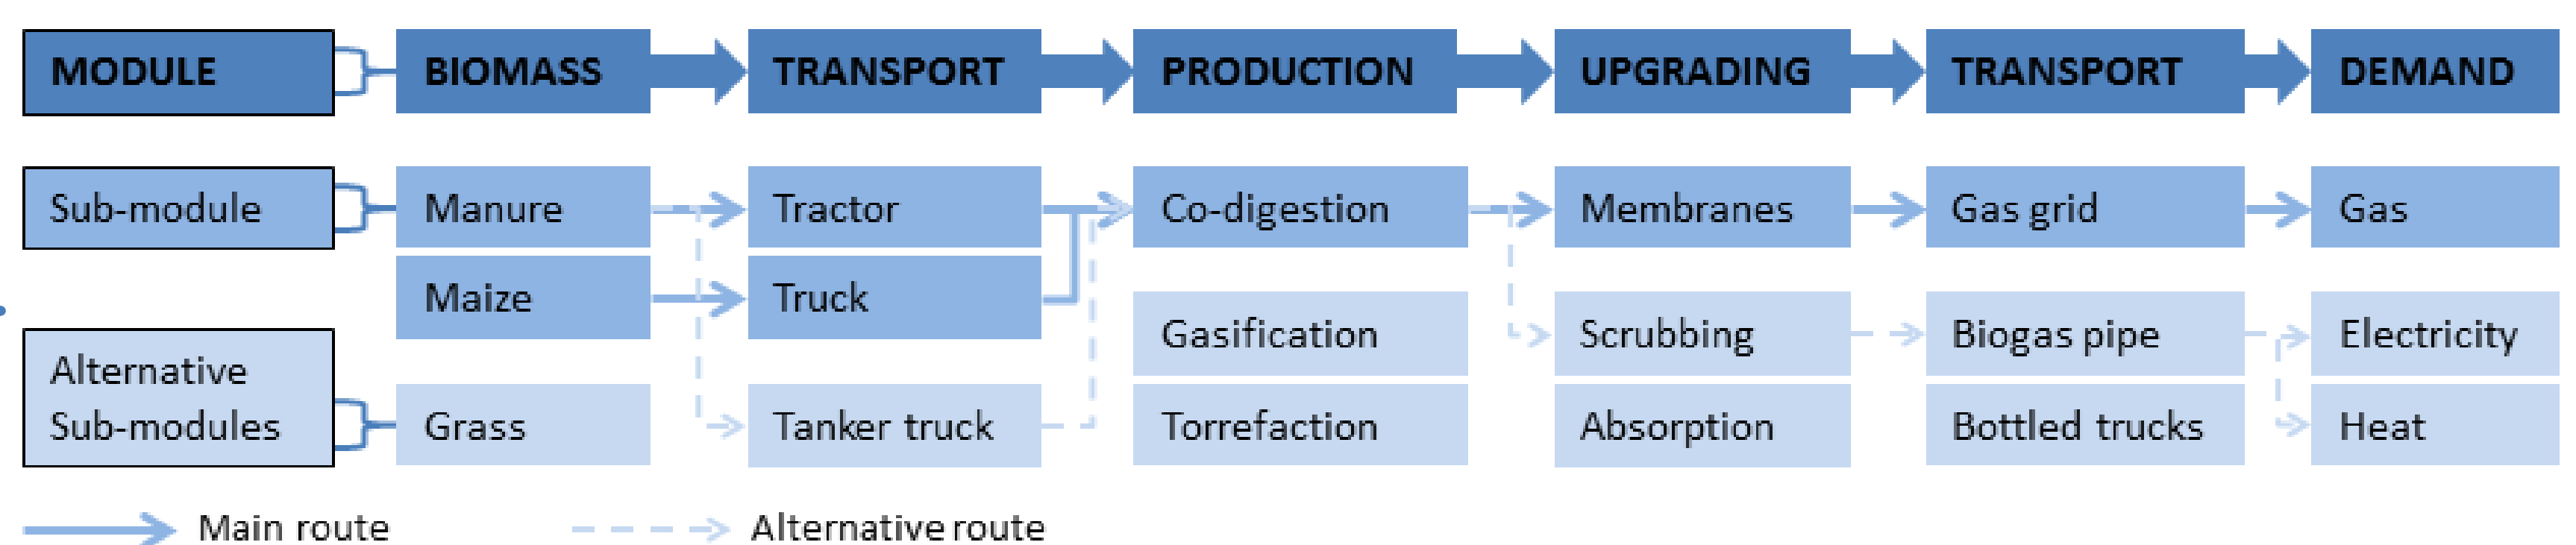 MODULE BIOMASS TRANSPORT PRODUCTION UPGRADING TRANSPORT DEMAND
Sub-module Manure Tractor Co-digestion Membranes Gas grid Gas
Maize Truck
Gasification Scrubbing Biogas pipe Electricity
Alternative
Sub-modules Grass Tanker truck Torrefaction Absorption Bottled trucks Heat
Main route Alternative route